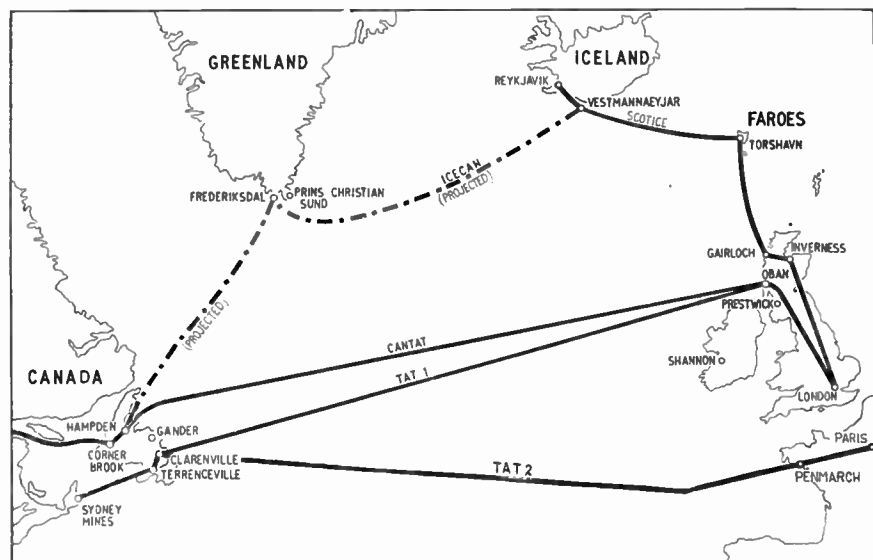 GREENLAND
ICELAND
REYKJAVIK
VESTMANNAEYJAR
SCOTICE
FAROES
TORSHAVN
ICECAN
(PROJECTED)
FREDERIKSDAL
PRINS CHRISTIAN
SUND
GAIRLOCH
INVERNESS
OBAN
PRESTWICK
(PROJECTED)
CANTAT
SHANNON
TAT 1
CANADA
LONDON
HAMPDEN
GANDER
CORNER
BROOK
CLARENVILLE
TERRENCEVILLE
PARIS
TAT 2
PENMARCH
SYDNEY
MINES